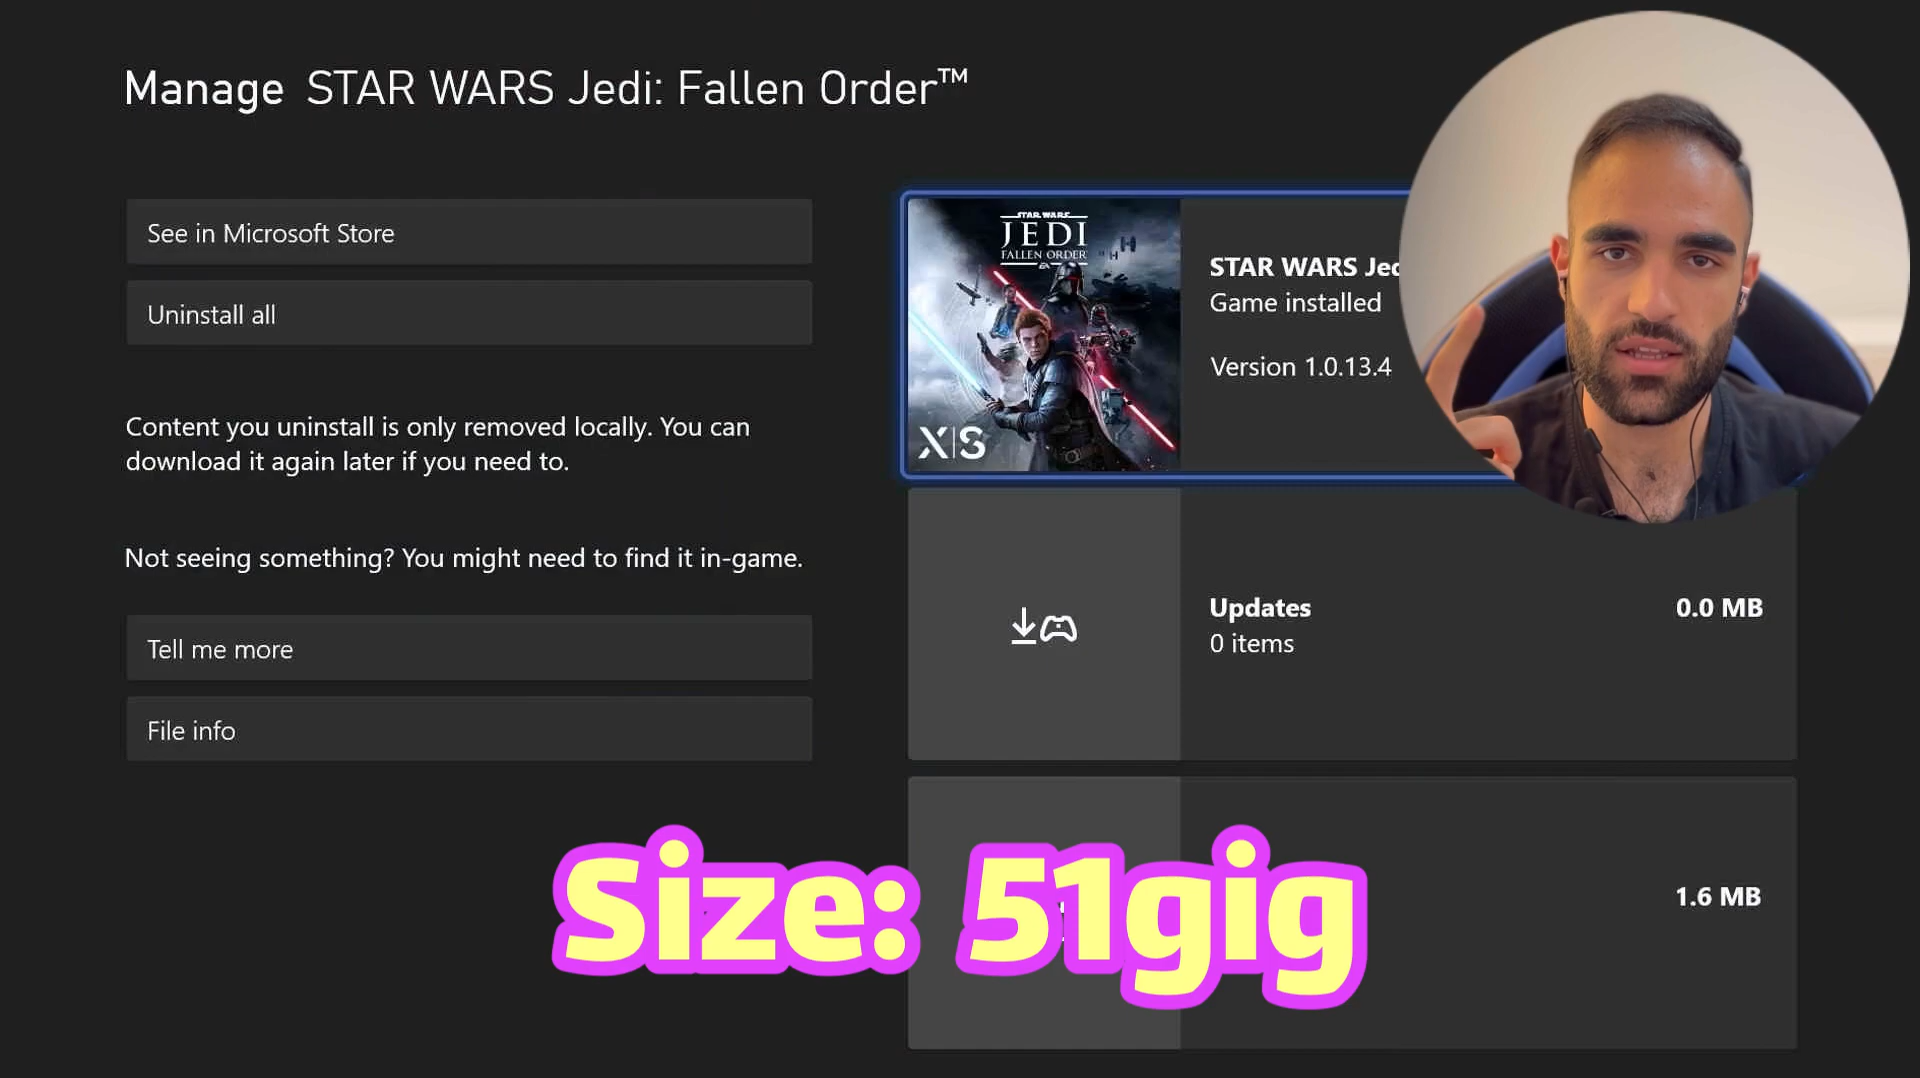 Manage STAR WARS Jedi: Fallen Order™
See in Microsoft Store
Uninstall all
Content you uninstall is only removed locally. You can
download it again later if you need to.
Not seeing something? You might need to find it in-game.
Tell me more
File info
STAR WARS
JEDI
FALLEN ORDER
EA
X|S
STAR WARS Jed
Game installed
Version 1.0.13.4
Updates
0 items
0.0 MB
1.6 MB
Size: 51gig